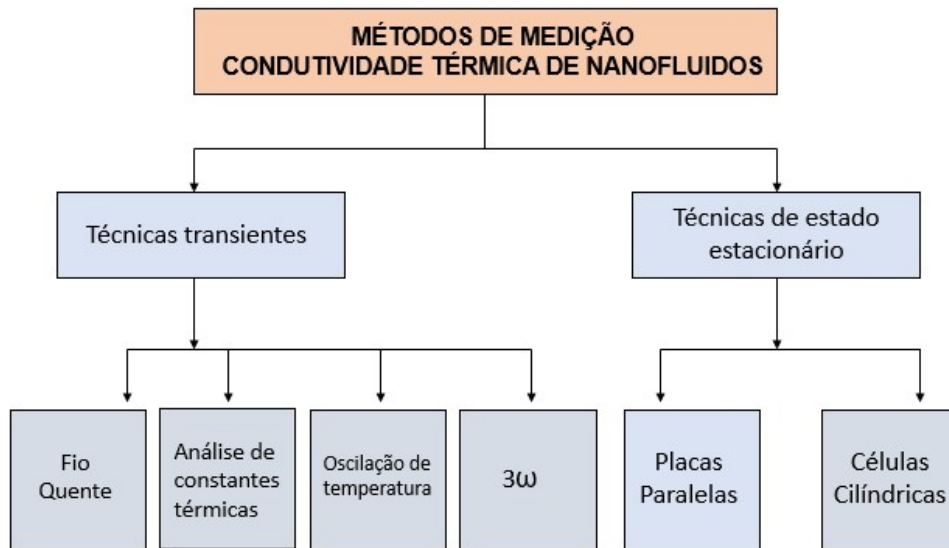 MÉTODOS DE MEDIÇÃO
CONDUTIVIDADE TÉRMICA DE NANOFLUIDOS
Técnicas transientes
Técnicas de estado
estacionário
Fio
Quente
Análise de
constantes
térmicas
Oscilação de
temperatura
3ω
Placas
Paralelas
Células
Cilíndricas